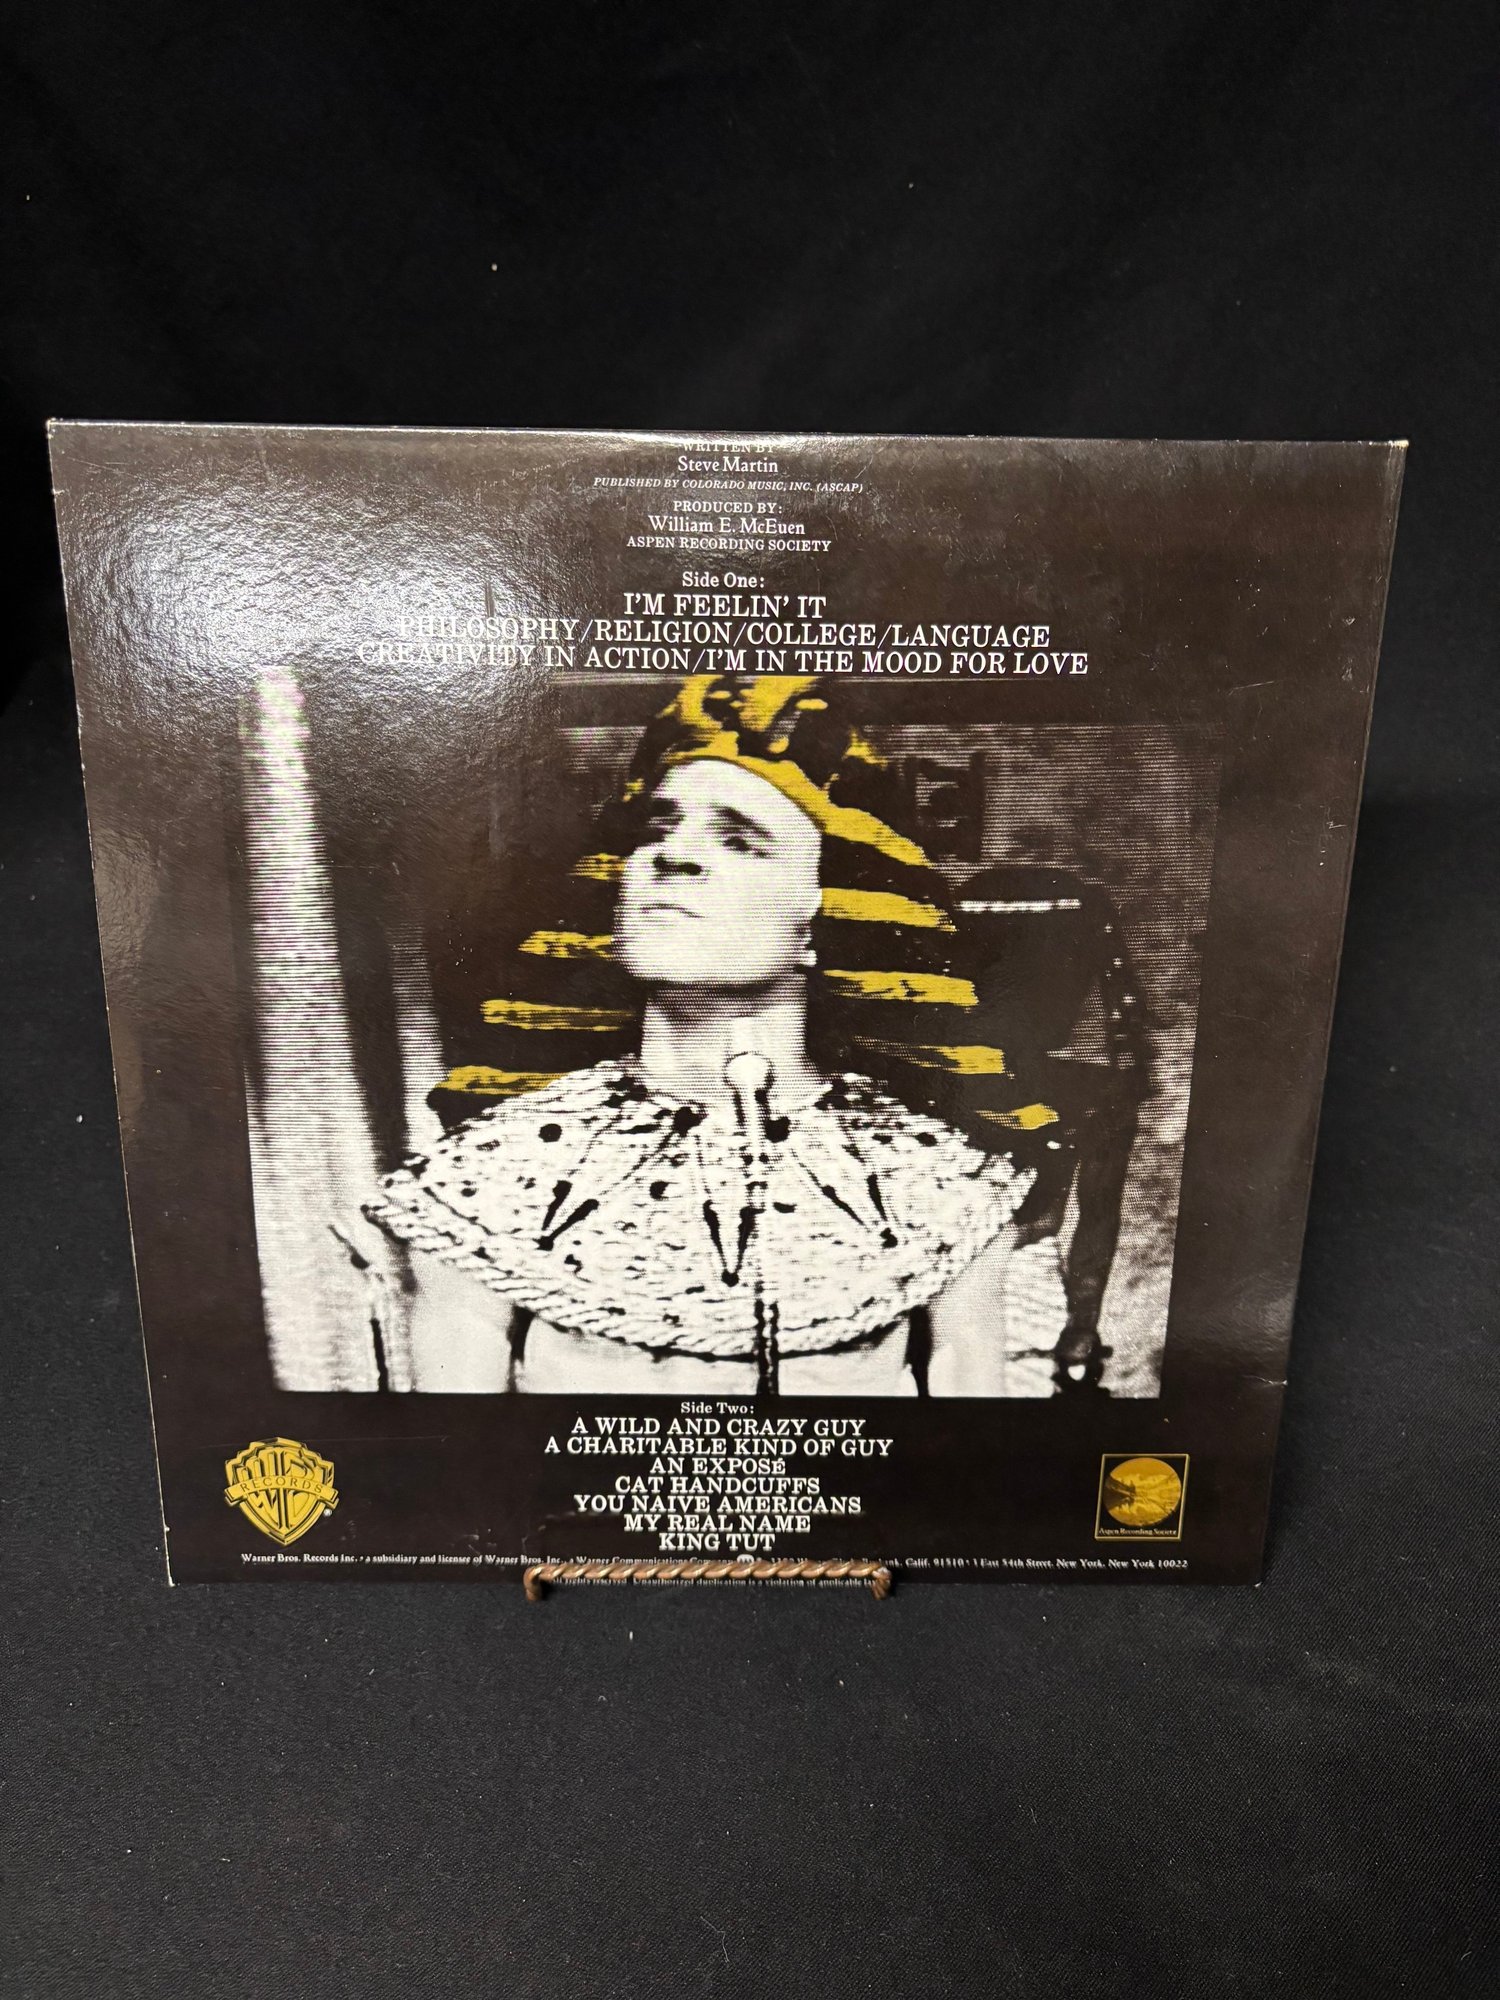 WRITTEN BY
Steve Martin
PUBLISHED BY COLORADO MUSIC, INC. (ASCAP)
PRODUCED BY:
William E. McEuen
ASPEN RECORDING SOCIETY
Side One:
I'M FEELIN' IT
PHILOSOPHY/RELIGION/COLLEGE/LANGUAGE
CREATIVITY IN ACTION/I'M IN THE MOOD FOR LOVE
Side Two:
A WILD AND CRAZY GUY
A CHARITABLE KIND OF GUY
AN EXPOSÉ
CAT HANDCUFFS
YOU NAIVE AMERICANS
MY REAL NAME
KING TUT
WB
RECORDS
®
Aspen Recording Society
Warner Bros. Records Inc. • a subsidiary and licensee of Warner Bros. Inc., a Warner Communications Company Calif. 91510 • 3 East 54th Street, New York, New York 10022
All rights reserved. Unauthorized duplication is a violation of applicable